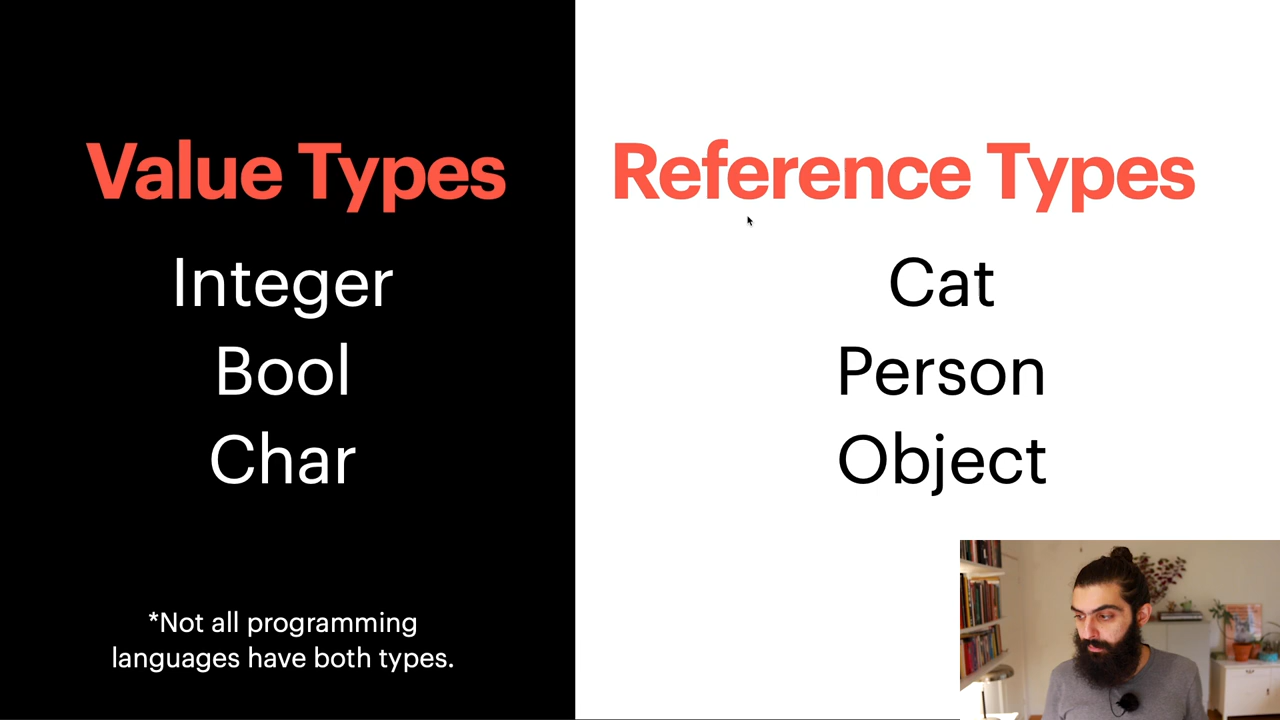 Value Types
Integer
Bool
Char
*Not all programming
languages have both types.
Reference Types
Cat
Person
Object